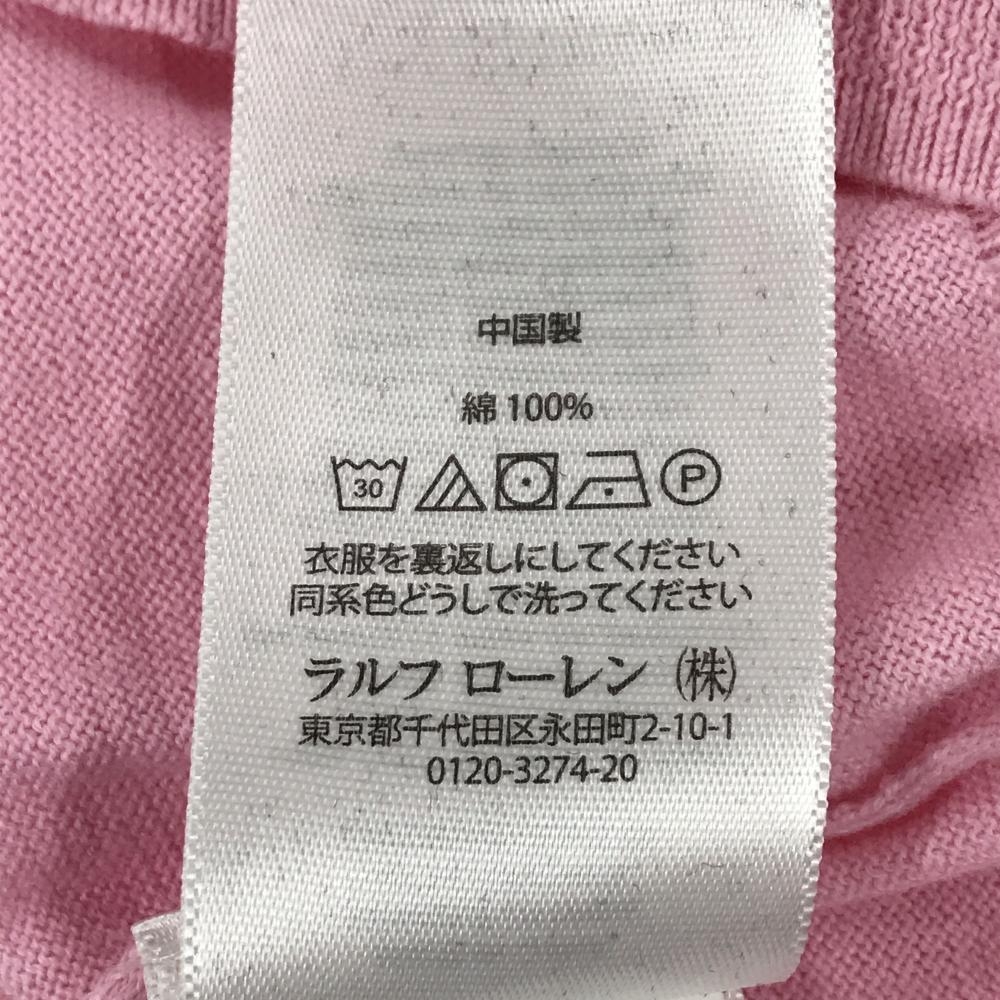 中国製
綿 100%
30 P
衣服を裏返しにしてください
同系色どうしで洗ってください
ラルフ ローレン ㈱
東京都千代田区永田町2-10-1
0120-3274-20